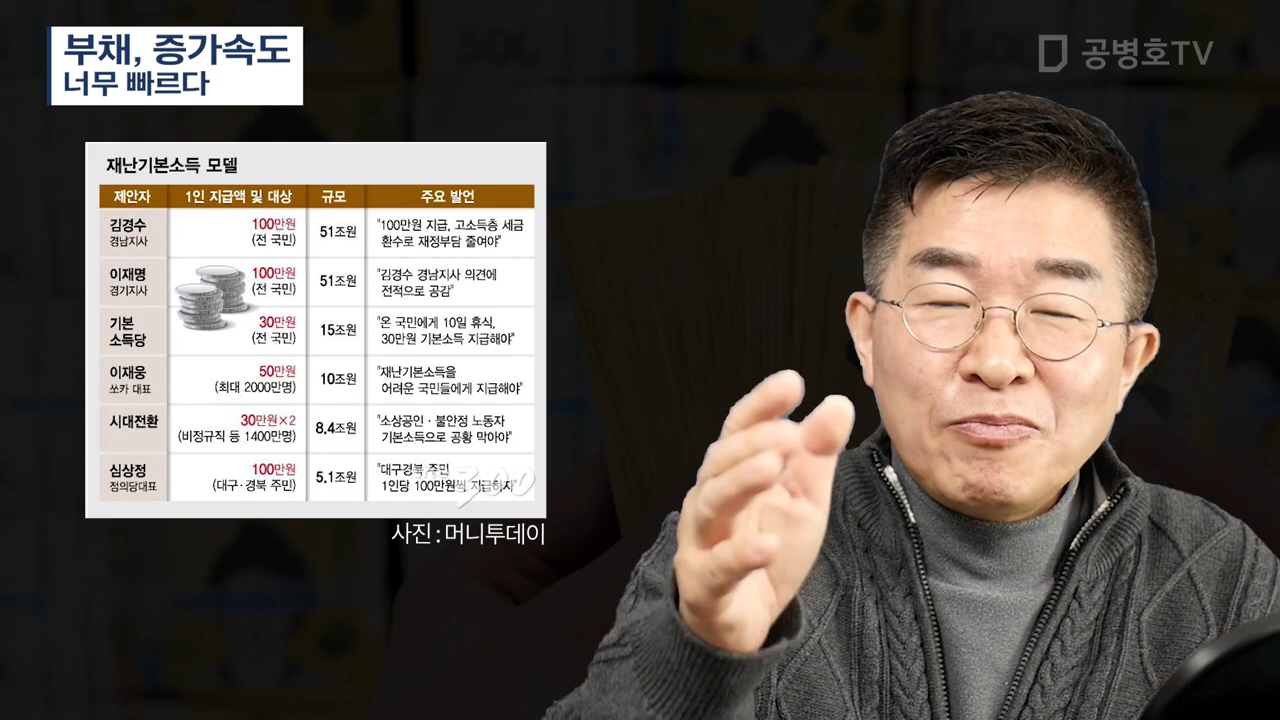 부채, 증가속도
너무 빠르다
공병호TV
재난기본소득 모델
제안자 1인 지급액 및 대상 규모 주요 발언
김경수
경남지사
100만원
(전 국민)
51조원
"100만원 지급, 고소득층 세금
환수로 재정부담 줄여야"
이재명
경기지사
100만원
(전 국민)
51조원
"김경수 경남지사 의견에
전적으로 공감"
기본
소득당
30만원
(전 국민)
15조원
"온 국민에게 10일 휴식,
30만원 기본소득 지급해야"
이재웅
쏘카 대표
50만원
(최대 2000만명)
10조원
"재난기본소득을
어려운 국민들에게 지급해야"
시대전환
30만원×2
(비정규직 등 1400만명)
8.4조원
"소상공인·불안정 노동자
기본소득으로 공황 막아야"
심상정
정의당대표
100만원
(대구·경북 주민)
5.1조원
"대구경북 주민
1인당 100만원씩 지급하자"
사진:머니투데이